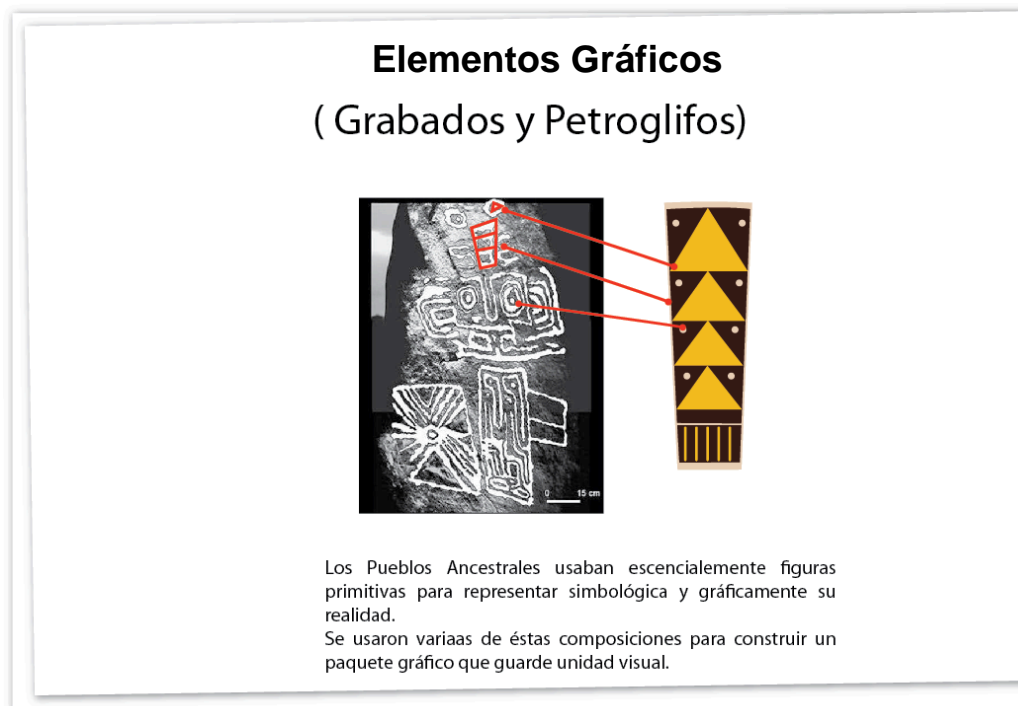 Elementos Gráficos
( Grabados y Petroglifos)
0 15 cm
Los Pueblos Ancestrales usaban escencialemente figuras
primitivas para representar simbológica y gráficamente su
realidad.
Se usaron variaas de éstas composiciones para construir un
paquete gráfico que guarde unidad visual.